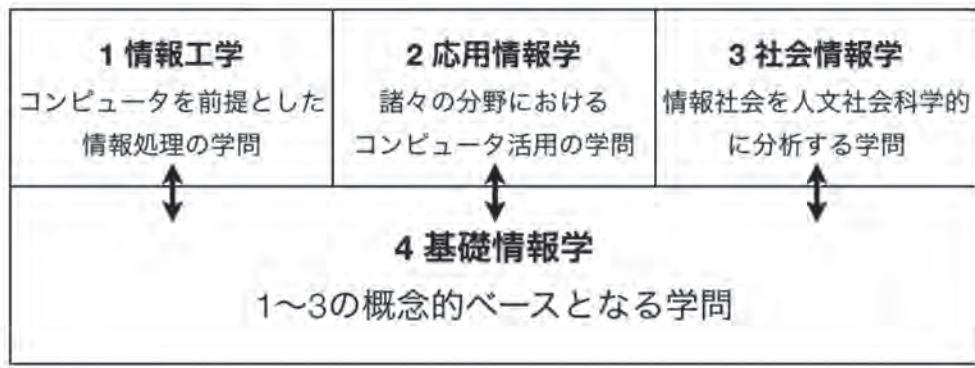 1 情報工学
コンピュータを前提とした
情報処理の学問
2 応用情報学
諸々の分野における
コンピュータ活用の学問
3 社会情報学
情報社会を人文社会科学的
に分析する学問
4 基礎情報学
1〜3の概念的ベースとなる学問